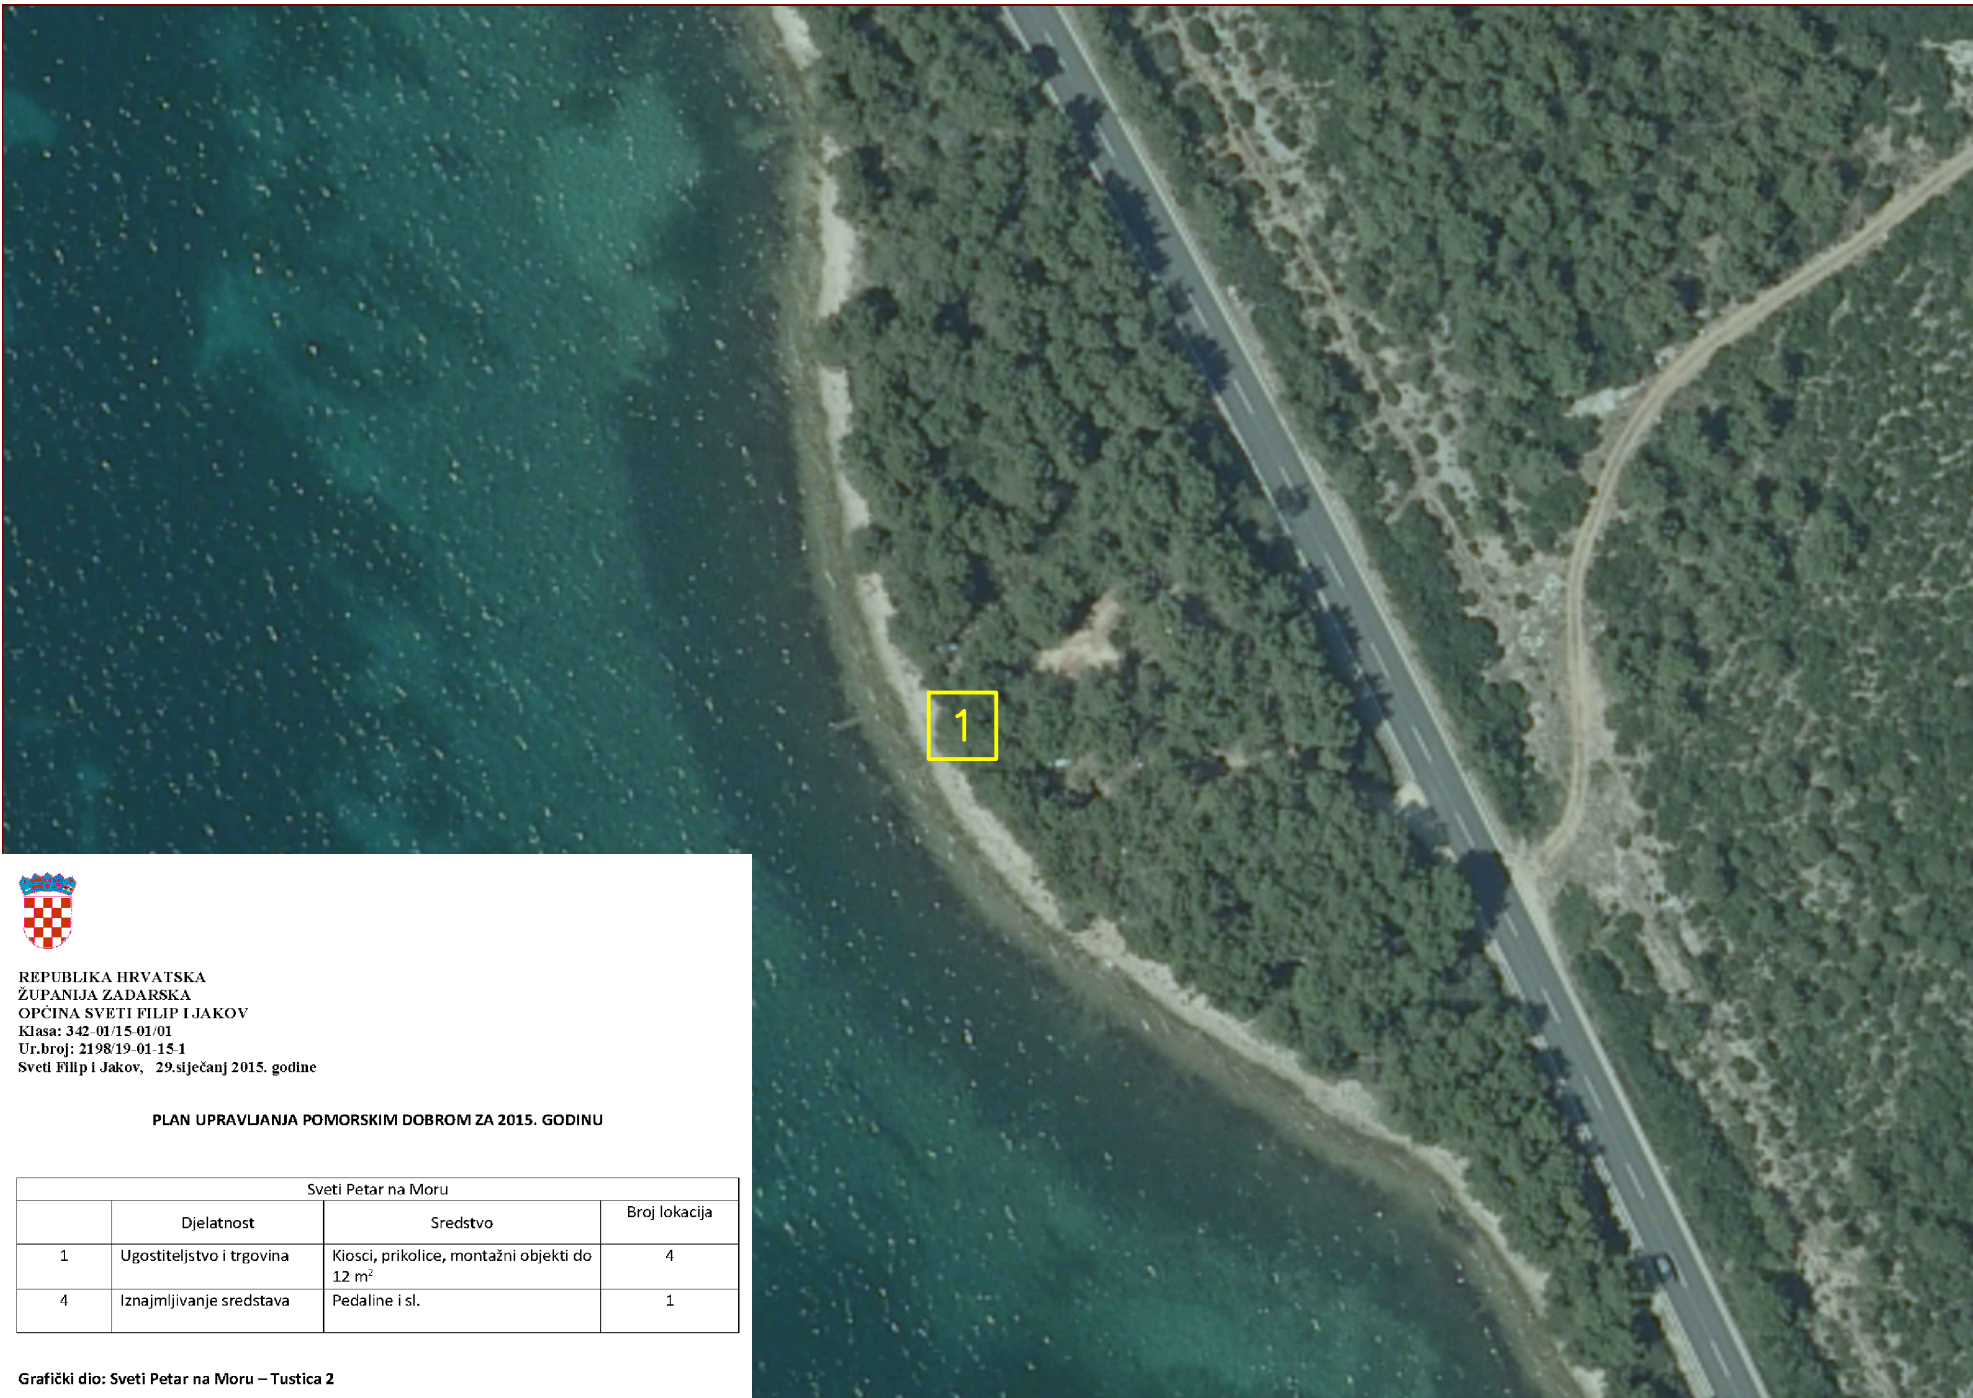 1
REPUBLIKA HRVATSKA
ŽUPANIJA ZADARSKA
OPĆINA SVETI FILIP I JAKOV
Klasa: 342-01/15-01/01
Ur.broj: 2198/19-01-15-1
Sveti Filip i Jakov, 29.siječanj 2015. godine
PLAN UPRAVLJANJA POMORSKIM DOBROM ZA 2015. GODINU
Sveti Petar na Moru
Djelatnost Sredstvo Broj lokacija
1 Ugostiteljstvo i trgovina Kiosci, prikolice, montažni objekti do 4
12 m²
4 Iznajmljivanje sredstava Pedaline i sl. 1
Grafički dio: Sveti Petar na Moru – Tustica 2